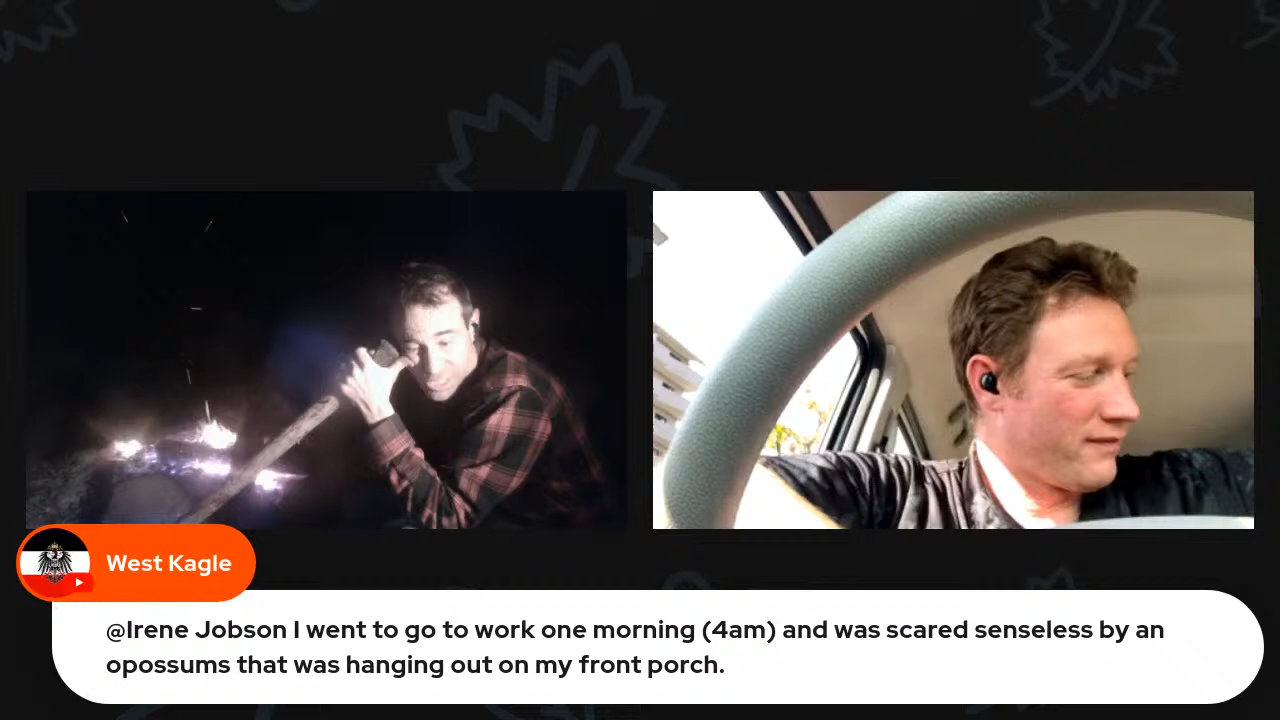 West Kagle
@Irene Jobson I went to go to work one morning (4am) and was scared senseless by an
opossums that was hanging out on my front porch.